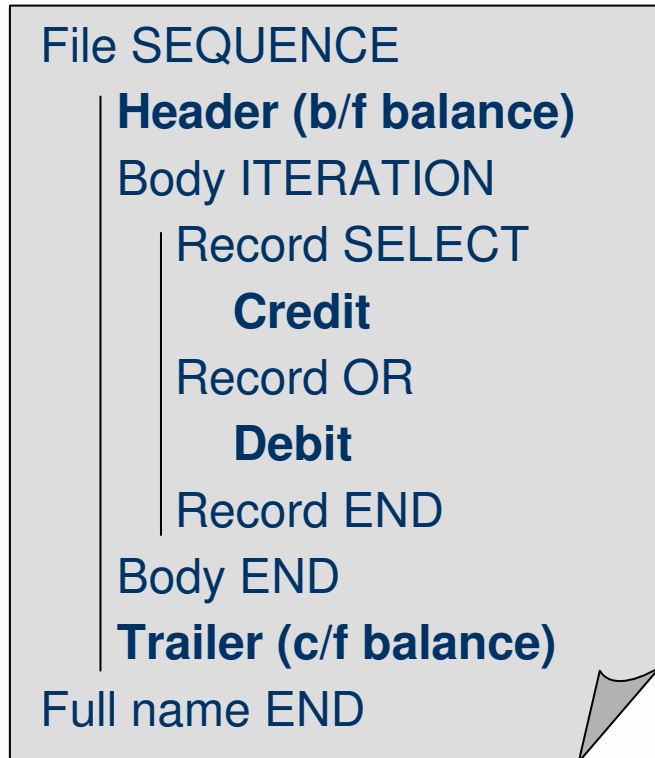 File SEQUENCE
Header (b/f balance)
Body ITERATION
Record SELECT
Credit
Record OR
Debit
Record END
Body END
Trailer (c/f balance)
Full name END